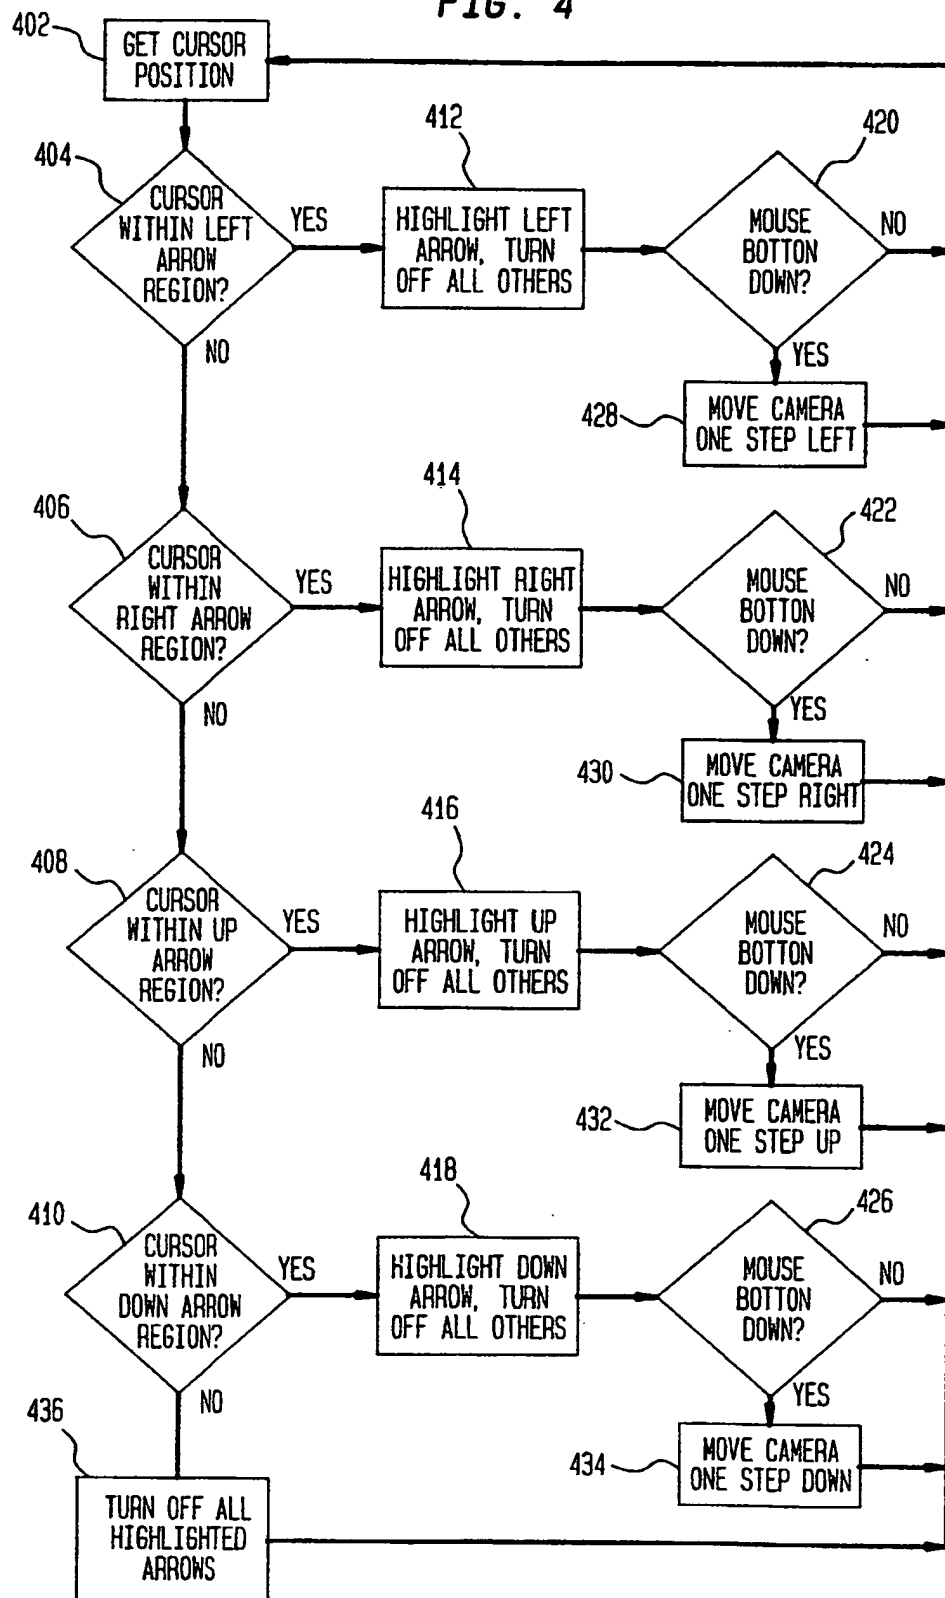 FIG. 4
402
GET CURSOR
POSITION
404
CURSOR
WITHIN LEFT
ARROW
REGION?
YES
NO
412
HIGHLIGHT LEFT
ARROW, TURN
OFF ALL OTHERS
420
MOUSE
BOTTON
DOWN?
NO
YES
428
MOVE CAMERA
ONE STEP LEFT
406
CURSOR
WITHIN
RIGHT ARROW
REGION?
YES
NO
414
HIGHLIGHT RIGHT
ARROW, TURN
OFF ALL OTHERS
422
MOUSE
BOTTON
DOWN?
NO
YES
430
MOVE CAMERA
ONE STEP RIGHT
408
CURSOR
WITHIN UP
ARROW
REGION?
YES
NO
416
HIGHLIGHT UP
ARROW, TURN
OFF ALL OTHERS
424
MOUSE
BOTTON
DOWN?
NO
YES
432
MOVE CAMERA
ONE STEP UP
410
CURSOR
WITHIN
DOWN ARROW
REGION?
YES
NO
418
HIGHLIGHT DOWN
ARROW, TURN
OFF ALL OTHERS
426
MOUSE
BOTTON
DOWN?
NO
YES
434
MOVE CAMERA
ONE STEP DOWN
436
TURN OFF ALL
HIGHLIGHTED
ARROWS